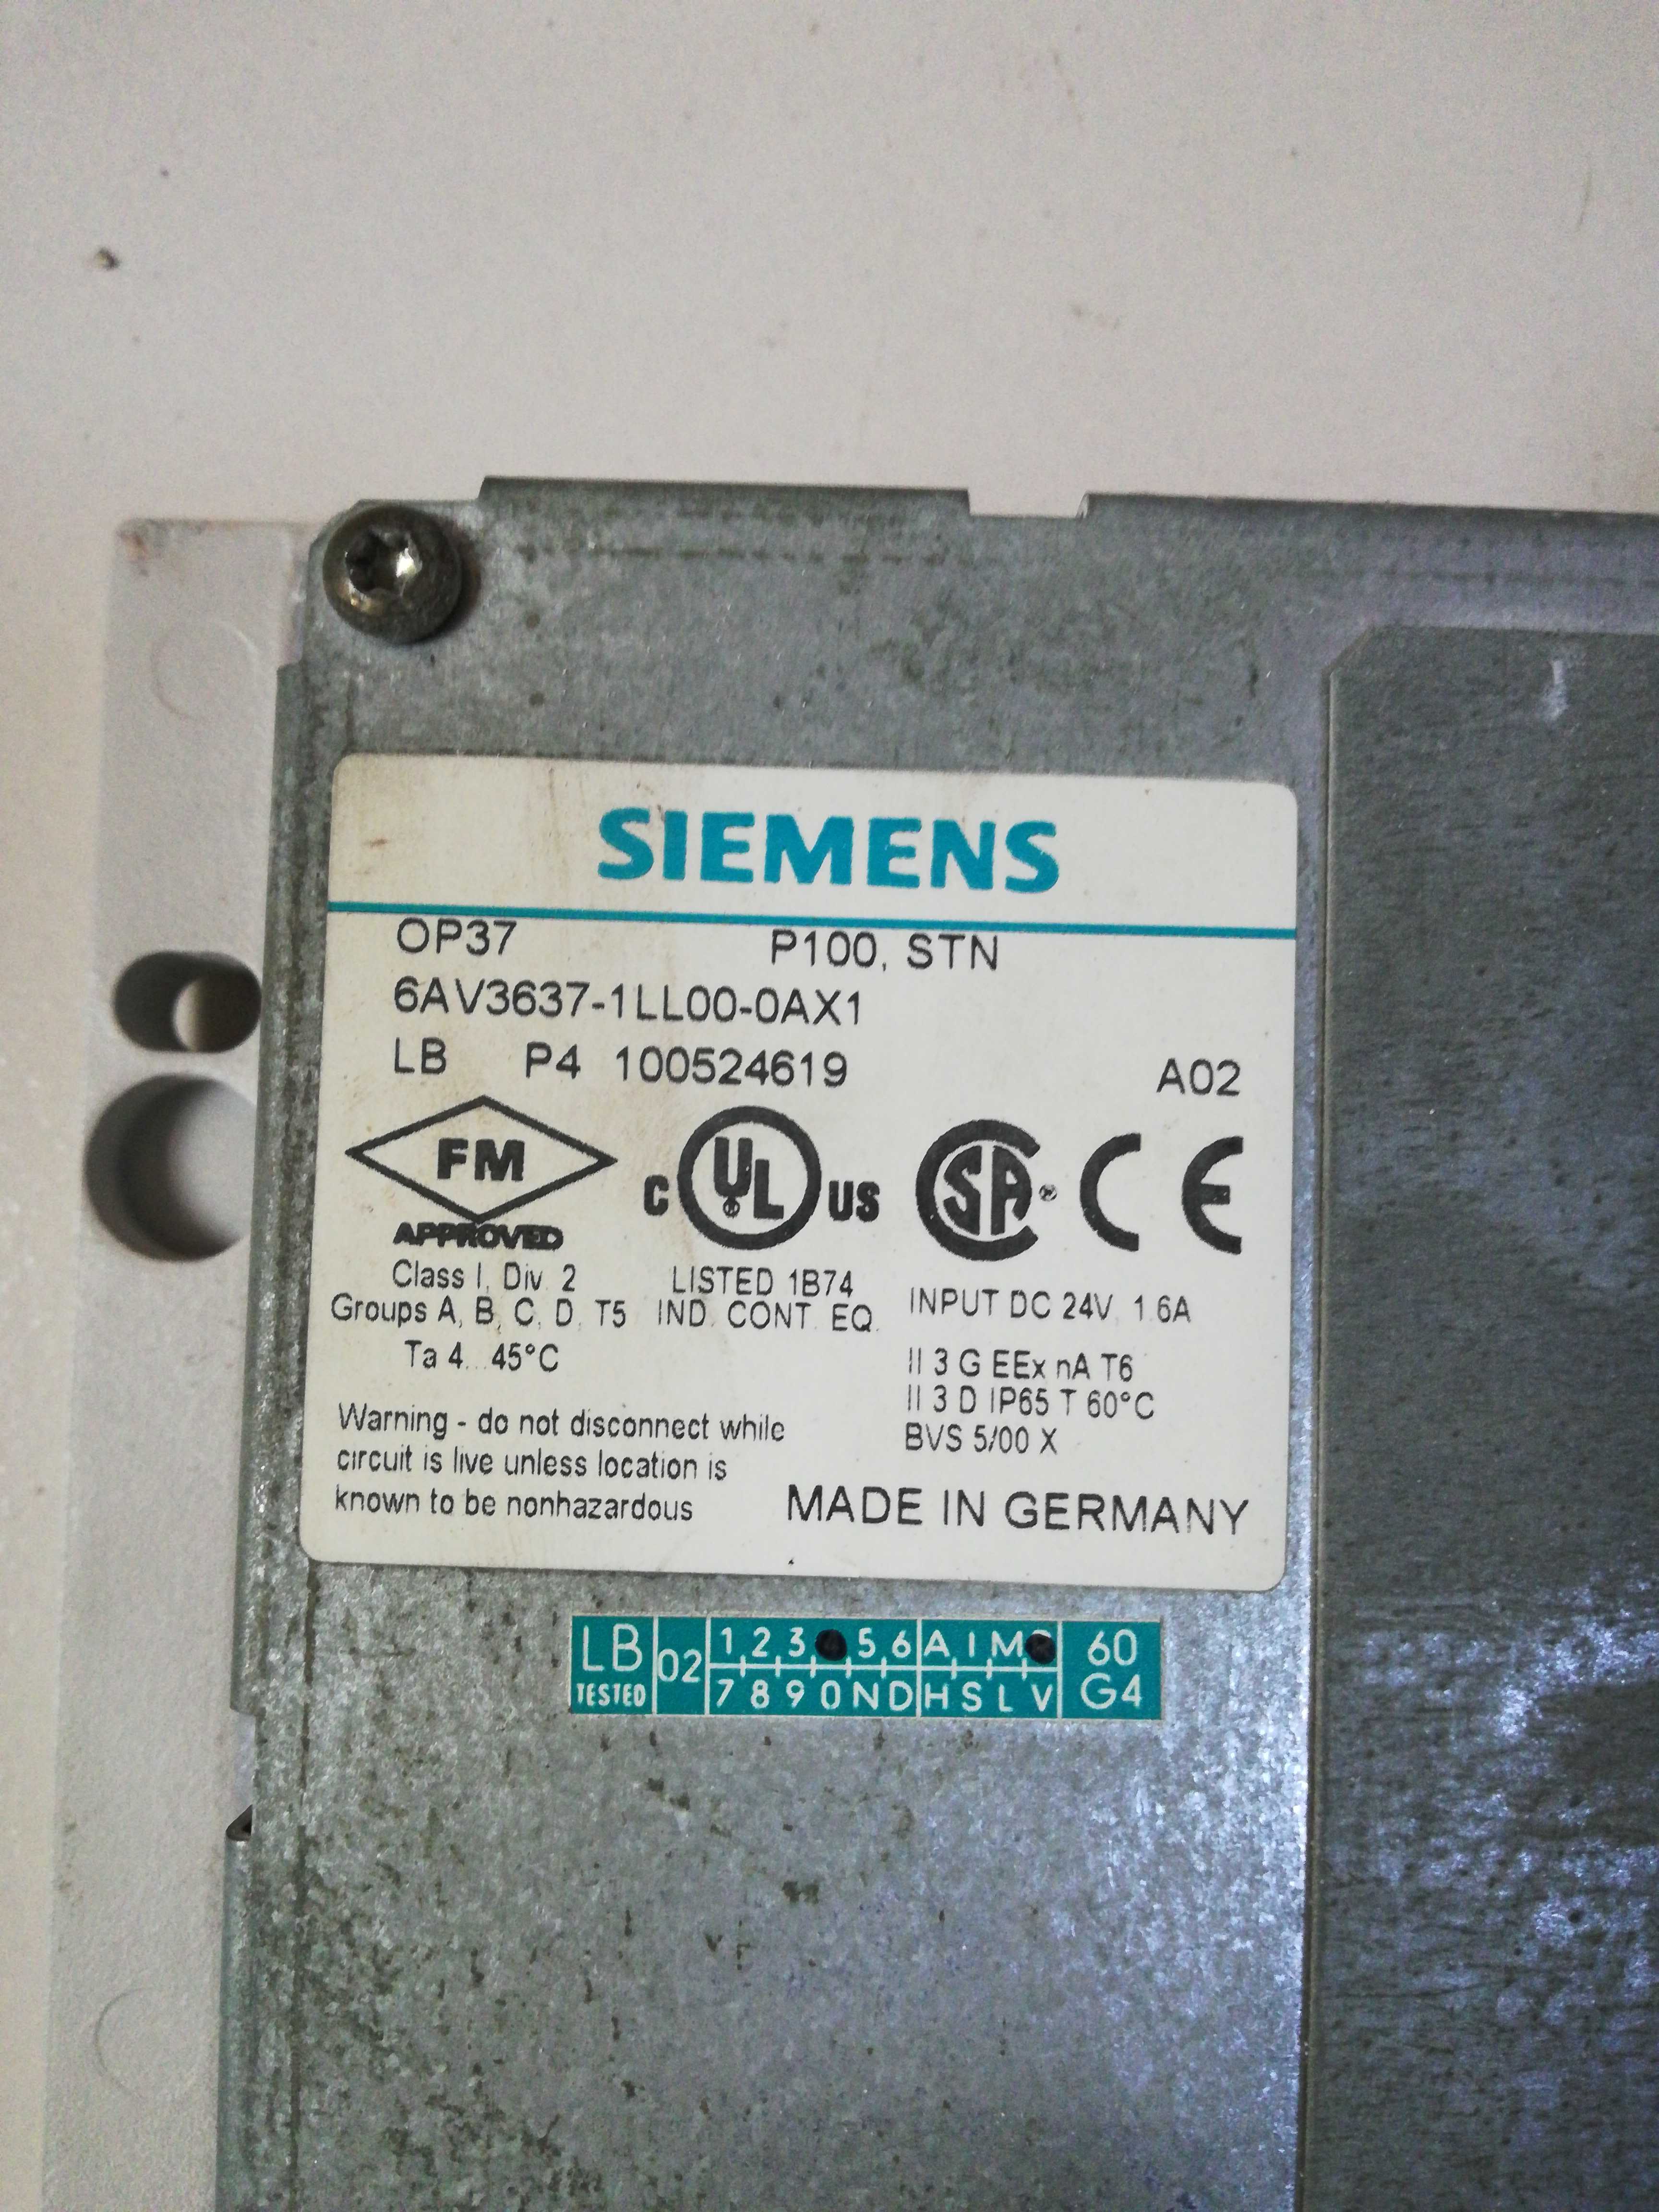 SIEMENS
OP37 P100, STN
6AV3637-1LL00-0AX1
LB P4 100524619 A02
FM
APPROVED
C UL US
SA
CE
Class I, Div. 2
Groups A, B, C, D, T5
Ta 4...45°C
LISTED 1B74
IND. CONT. EQ.
INPUT DC 24V, 1.6A
II 3 G EEx nA T6
II 3 D IP65 T 60°C
BVS 5/00 X
Warning - do not disconnect while
circuit is live unless location is
known to be nonhazardous
MADE IN GERMANY
LB 02 1 2 3 5 6 A I M 60
TESTED 7 8 9 0 N D H S L V G4